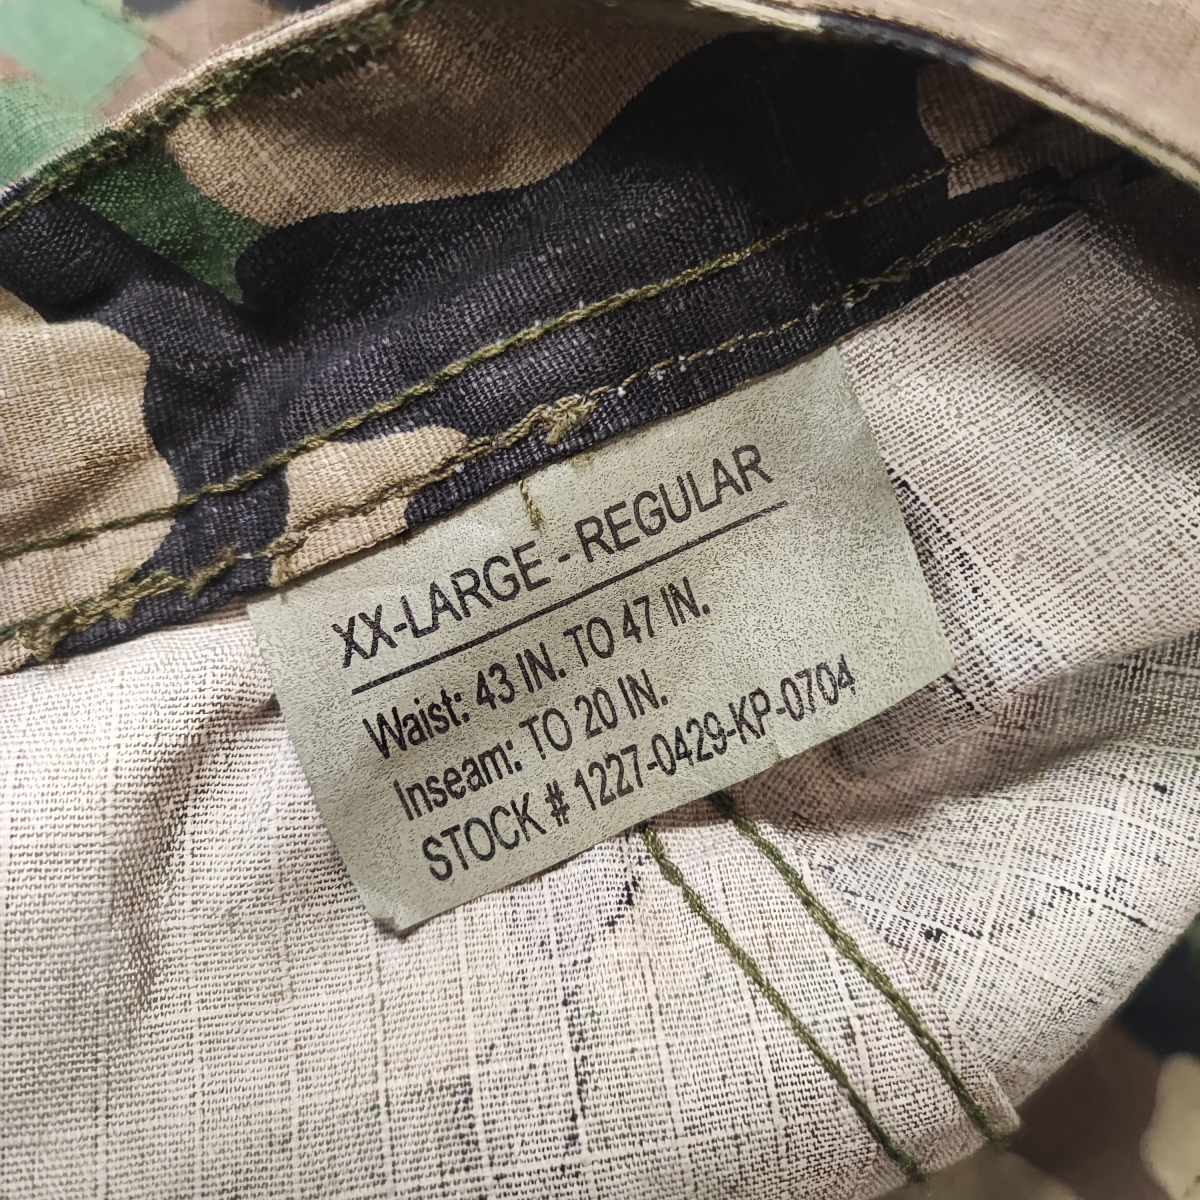 XX-LARGE - REGULAR
Waist: 43 IN. TO 47 IN.
Inseam: TO 20 IN.
STOCK # 1227-0429-KP-0704